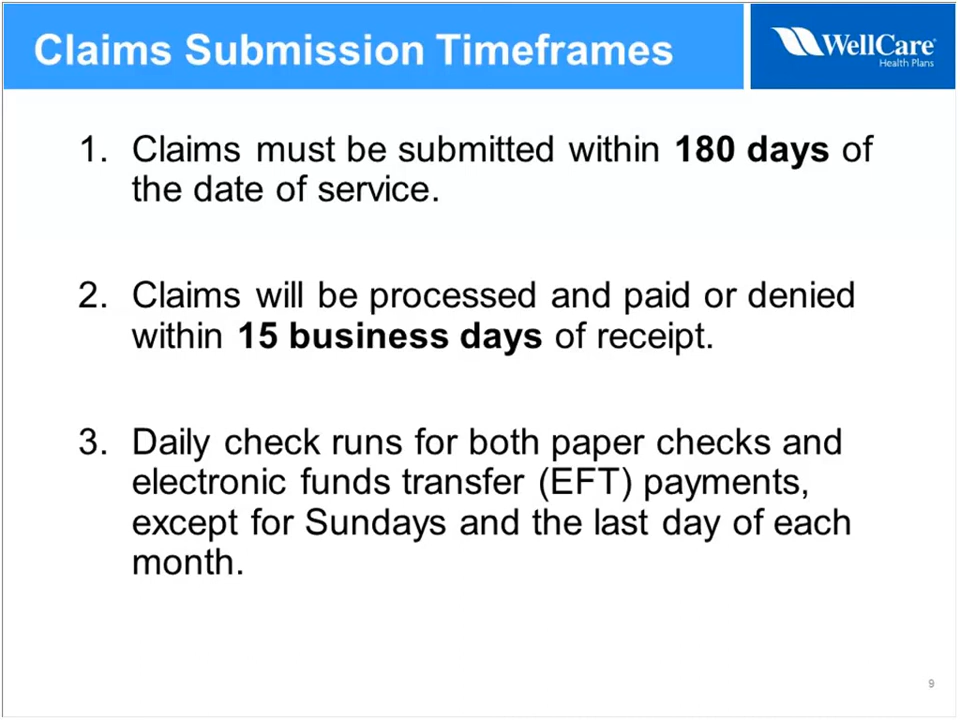 Claims Submission Timeframes
WellCare®
Health Plans
1. Claims must be submitted within 180 days of
the date of service.
2. Claims will be processed and paid or denied
within 15 business days of receipt.
3. Daily check runs for both paper checks and
electronic funds transfer (EFT) payments,
except for Sundays and the last day of each
month.
9